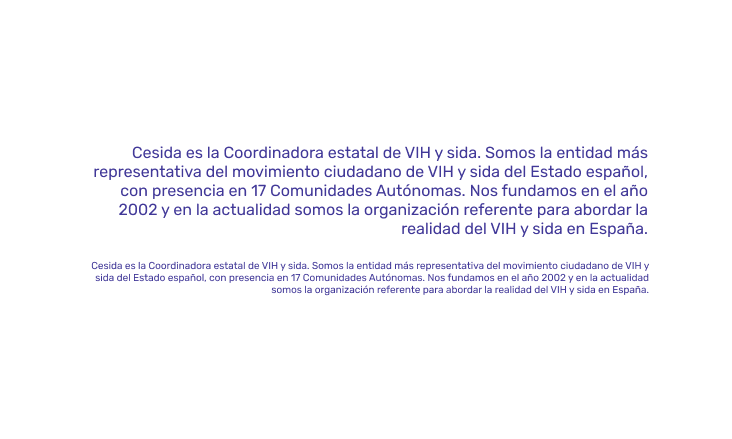 Cesida es la Coordinadora estatal de VIH y sida. Somos la entidad más
representativa del movimiento ciudadano de VIH y sida del Estado español,
con presencia en 17 Comunidades Autónomas. Nos fundamos en el año
2002 y en la actualidad somos la organización referente para abordar la
realidad del VIH y sida en España.
Cesida es la Coordinadora estatal de VIH y sida. Somos la entidad más representativa del movimiento ciudadano de VIH y
sida del Estado español, con presencia en 17 Comunidades Autónomas. Nos fundamos en el año 2002 y en la actualidad
somos la organización referente para abordar la realidad del VIH y sida en España.